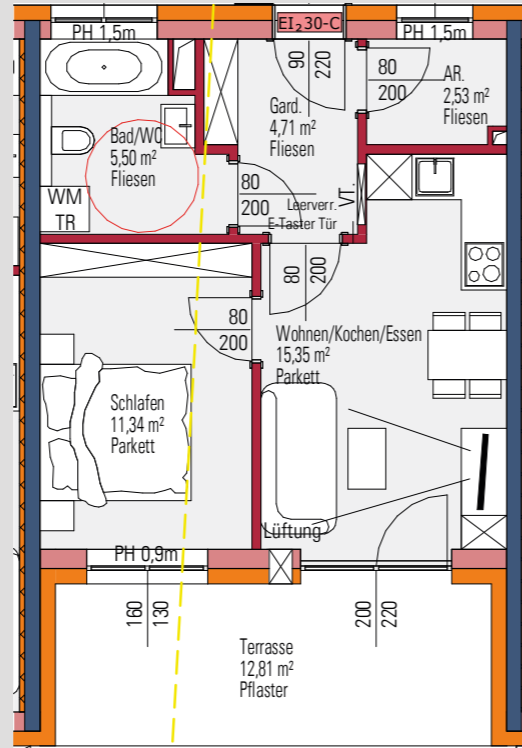 EI₂30-C
PH 1,5m
PH 1,5m
90
220
80
200
AR.
2,53 m²
Fliesen
Gard.
4,71 m²
Fliesen
Bad/WC
5,50 m²
Fliesen
WM
TR
80
200
Leerverr.
E-Taster Tür
VT.
80
200
80
200
Wohnen/Kochen/Essen
15,35 m²
Parkett
Schlafen
11,34 m²
Parkett
Lüftung
PH 0,9m
160
130
200
220
Terrasse
12,81 m²
Pflaster